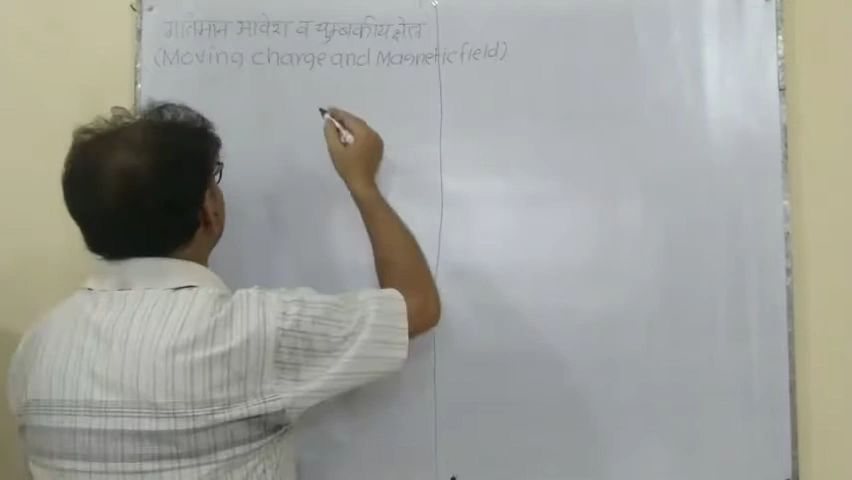 गतिमान आवेश व चुम्बकीय क्षेत्र
(Moving charge and Magnetic field)